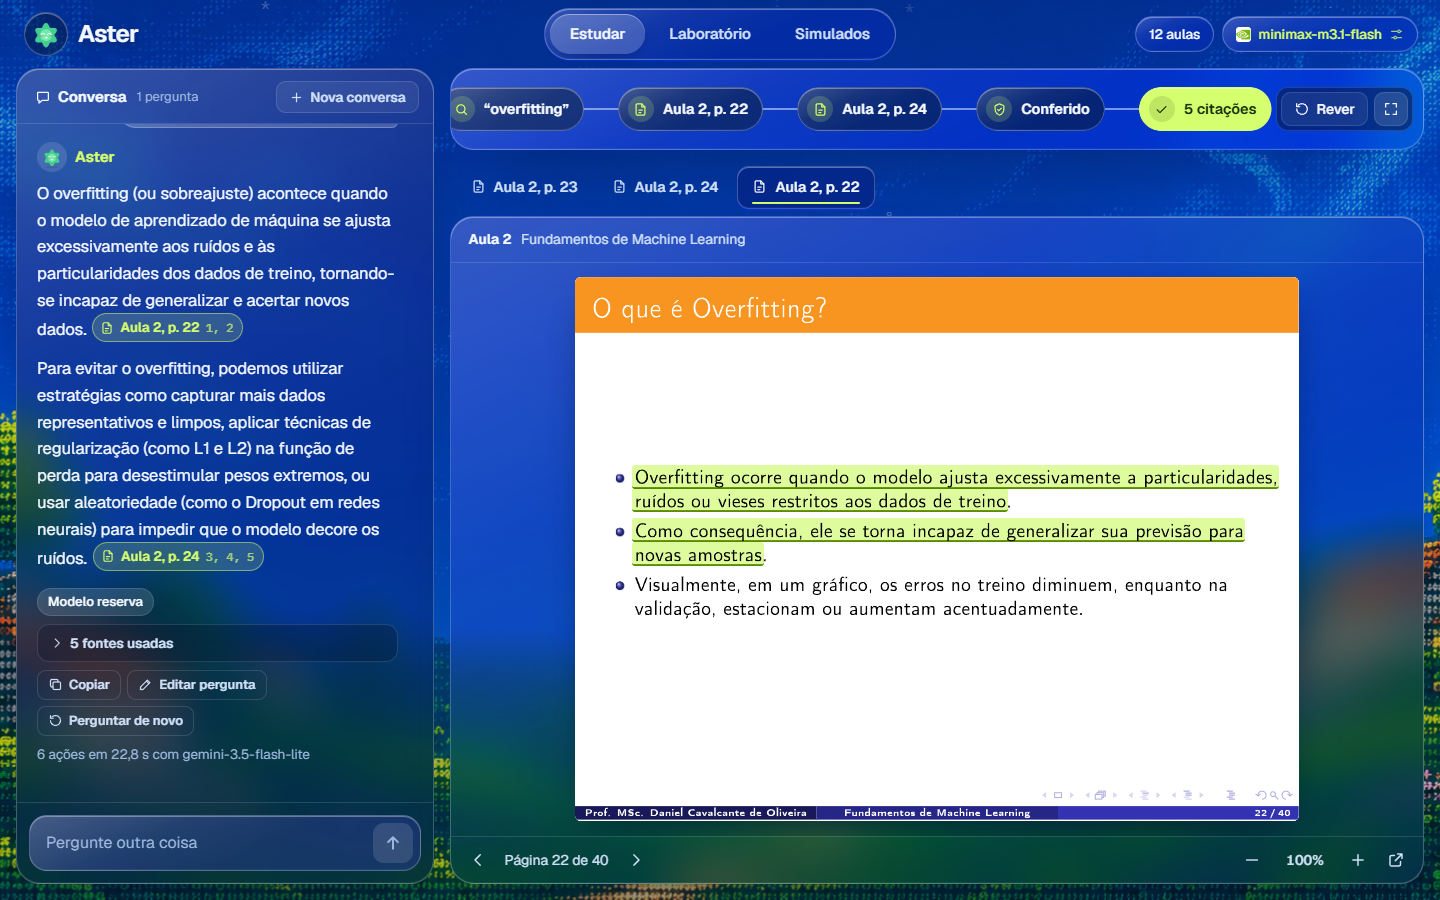 Aster
Estudar
Laboratório
Simulados
12 aulas
minimax-m3.1-flash
Conversa
1 pergunta
Nova conversa
Aster
O overfitting (ou sobreajuste) acontece quando
o modelo de aprendizado de máquina se ajusta
excessivamente aos ruídos e às
particularidades dos dados de treino, tornando-
se incapaz de generalizar e acertar novos
dados. Aula 2, p. 22 1, 2
Para evitar o overfitting, podemos utilizar
estratégias como capturar mais dados
representativos e limpos, aplicar técnicas de
regularização (como L1 e L2) na função de
perda para desestimular pesos extremos, ou
usar aleatoriedade (como o Dropout em redes
neurais) para impedir que o modelo decore os
ruídos. Aula 2, p. 24 3, 4, 5
Modelo reserva
5 fontes usadas
Copiar
Editar pergunta
Perguntar de novo
6 ações em 22,8 s com gemini-3.5-flash-lite
Pergunte outra coisa
“overfitting”
Aula 2, p. 22
Aula 2, p. 24
Conferido
5 citações
Rever
Aula 2, p. 23
Aula 2, p. 24
Aula 2, p. 22
Aula 2 Fundamentos de Machine Learning
O que é Overfitting?
Overfitting ocorre quando o modelo ajusta excessivamente a particularidades,
ruídos ou vieses restritos aos dados de treino.
Como consequência, ele se torna incapaz de generalizar sua previsão para
novas amostras.
Visualmente, em um gráfico, os erros no treino diminuem, enquanto na
validação, estacionam ou aumentam acentuadamente.
Prof. MSc. Daniel Cavalcante de Oliveira
Fundamentos de Machine Learning
22 / 40
Página 22 de 40
100%